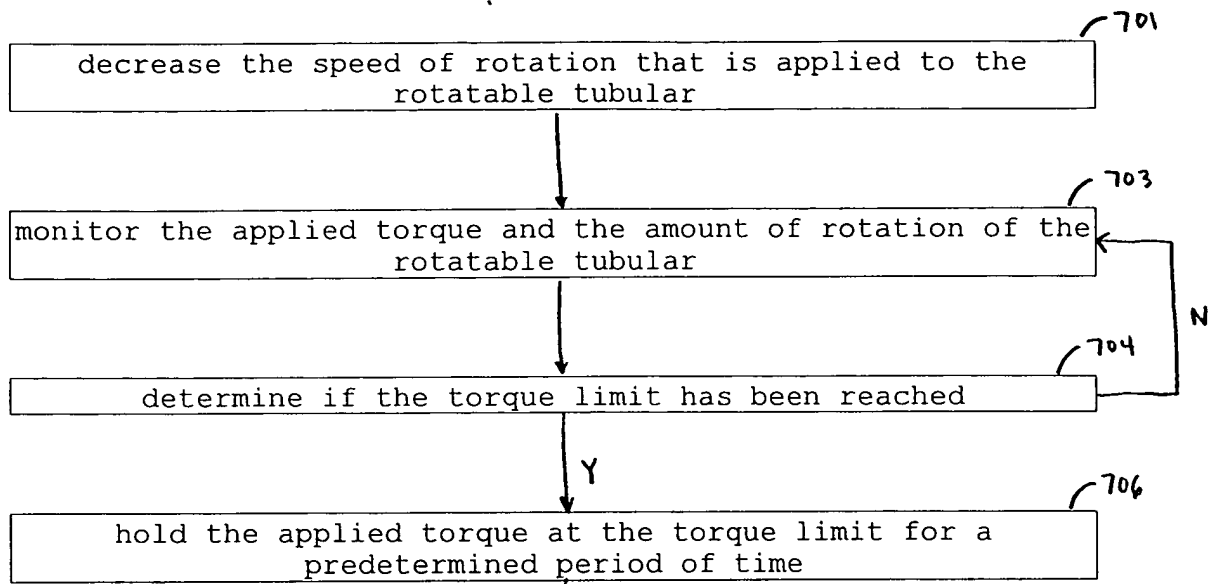 701
decrease the speed of rotation that is applied to the
rotatable tubular
703
monitor the applied torque and the amount of rotation of the
rotatable tubular
N
704
determine if the torque limit has been reached
Y
706
hold the applied torque at the torque limit for a
predetermined period of time